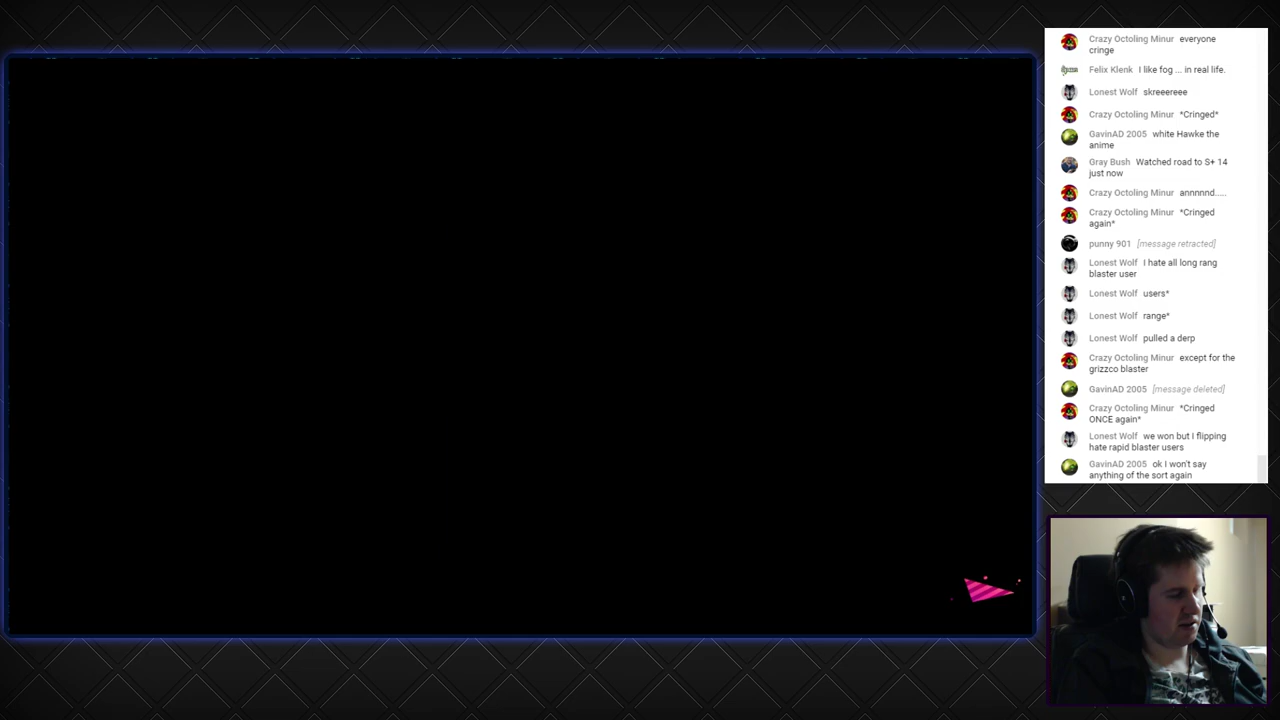 Crazy Octoling Minur everyone
cringe
Felix Klenk I like fog ... in real life.
Lonest Wolf skreeereee
Crazy Octoling Minur *Cringed*
GavinAD 2005 white Hawke the
anime
Gray Bush Watched road to S+ 14
just now
Crazy Octoling Minur annnnnd.....
Crazy Octoling Minur *Cringed
again*
punny 901 [message retracted]
Lonest Wolf I hate all long rang
blaster user
Lonest Wolf users*
Lonest Wolf range*
Lonest Wolf pulled a derp
Crazy Octoling Minur except for the
grizzco blaster
GavinAD 2005 [message deleted]
Crazy Octoling Minur *Cringed
ONCE again*
Lonest Wolf we won but I flipping
hate rapid blaster users
GavinAD 2005 ok I won't say
anything of the sort again